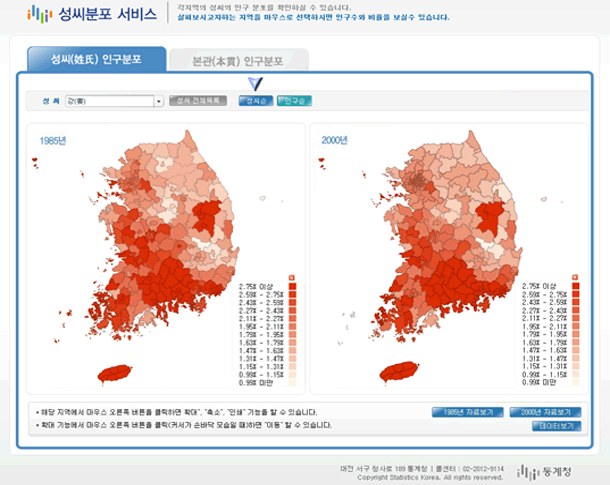 성씨분포 서비스
각지역의 성씨의 인구 분포를 확인하실 수 있습니다.
살펴보시고자하는 지역을 마우스로 선택하시면 인구수와 비율을 보실수 있습니다.
성씨(姓氏) 인구분포
본관(本貫) 인구분포
성 씨 강(姜) 성씨 전체목록 성씨순 인구순
1985년
2.75% 이상
2.59% - 2.75%
2.43% - 2.59%
2.27% - 2.43%
2.11% - 2.27%
1.95% - 2.11%
1.79% - 1.95%
1.63% - 1.79%
1.47% - 1.63%
1.31% - 1.47%
1.15% - 1.31%
0.99% - 1.15%
0.99% 미만
2000년
2.75% 이상
2.59% - 2.75%
2.43% - 2.59%
2.27% - 2.43%
2.11% - 2.27%
1.95% - 2.11%
1.79% - 1.95%
1.63% - 1.79%
1.47% - 1.63%
1.31% - 1.47%
1.15% - 1.31%
0.99% - 1.15%
0.99% 미만
• 해당 지역에서 마우스 오른쪽 버튼을 클릭하면 확대", "축소", "인쇄" 기능을 할 수 있습니다.
• 확대 기능에서 마우스 오른쪽 버튼을 클릭(커서가 손바닥 모습일 때)하면 "이동" 할 수 있습니다.
1985년 자료보기
2000년 자료보기
데이터보기
대전 서구 청사로 189 통계청 | 콜센터 : 02-2012-9114
Copyright Statistics Korea. All rights reserved.
통계청